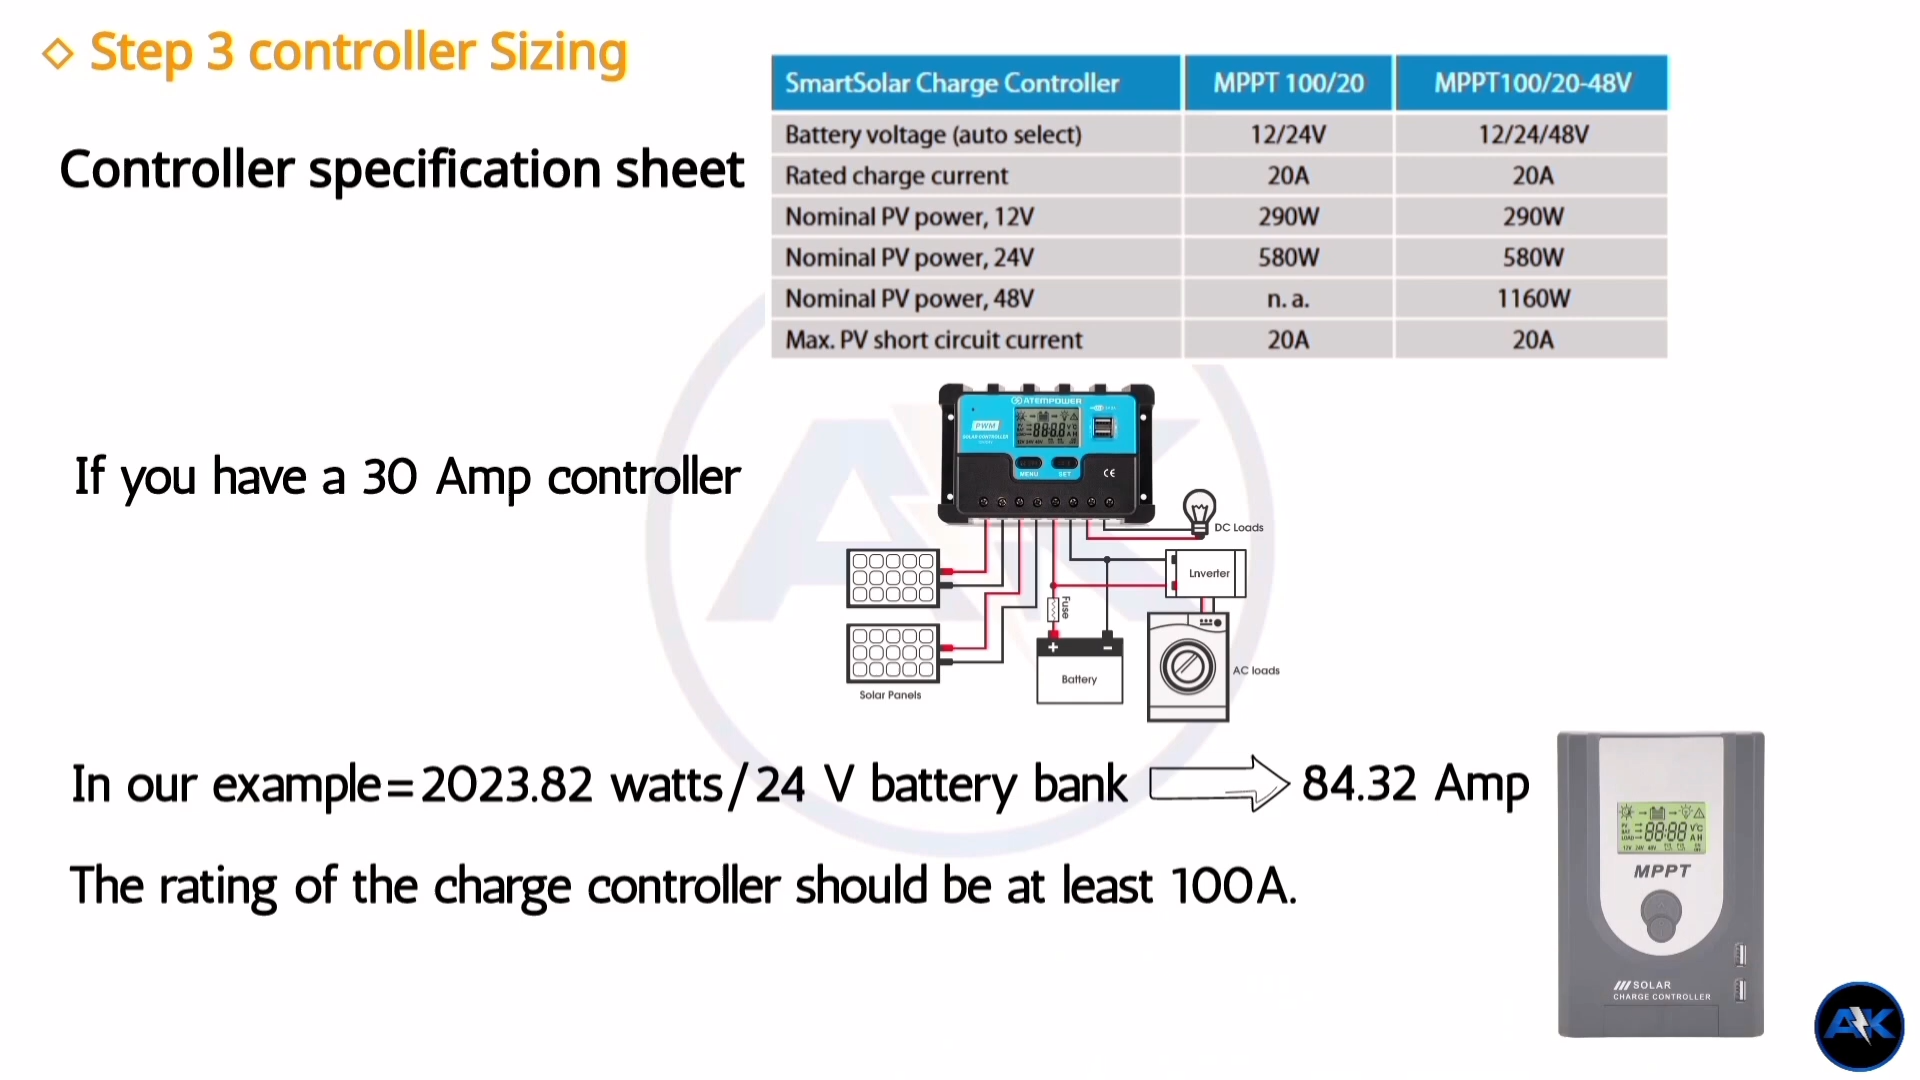 Step 3 controller Sizing
Controller specification sheet
SmartSolar Charge Controller MPPT 100/20 MPPT100/20-48V
Battery voltage (auto select) 12/24V 12/24/48V
Rated charge current 20A 20A
Nominal PV power, 12V 290W 290W
Nominal PV power, 24V 580W 580W
Nominal PV power, 48V n. a. 1160W
Max. PV short circuit current 20A 20A
If you have a 30 Amp controller
ATEMPOWER
PWM
SOLAR CONTROLLER
MENU SET
CE
DC Loads
Lnverter
Fuse
+ -
Battery
AC loads
Solar Panels
In our example=2023.82 watts/24 V battery bank 84.32 Amp
The rating of the charge controller should be at least 100A.
88:88
MPPT
SOLAR
CHARGE CONTROLLER
AK